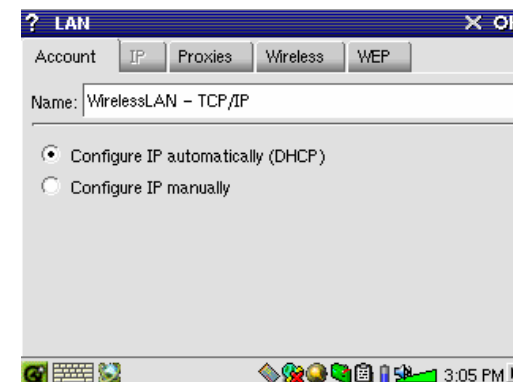 ? LAN × OK
Account IP Proxies Wireless WEP
Name: WirelessLAN – TCP/IP
Configure IP automatically (DHCP)
Configure IP manually
3:05 PM